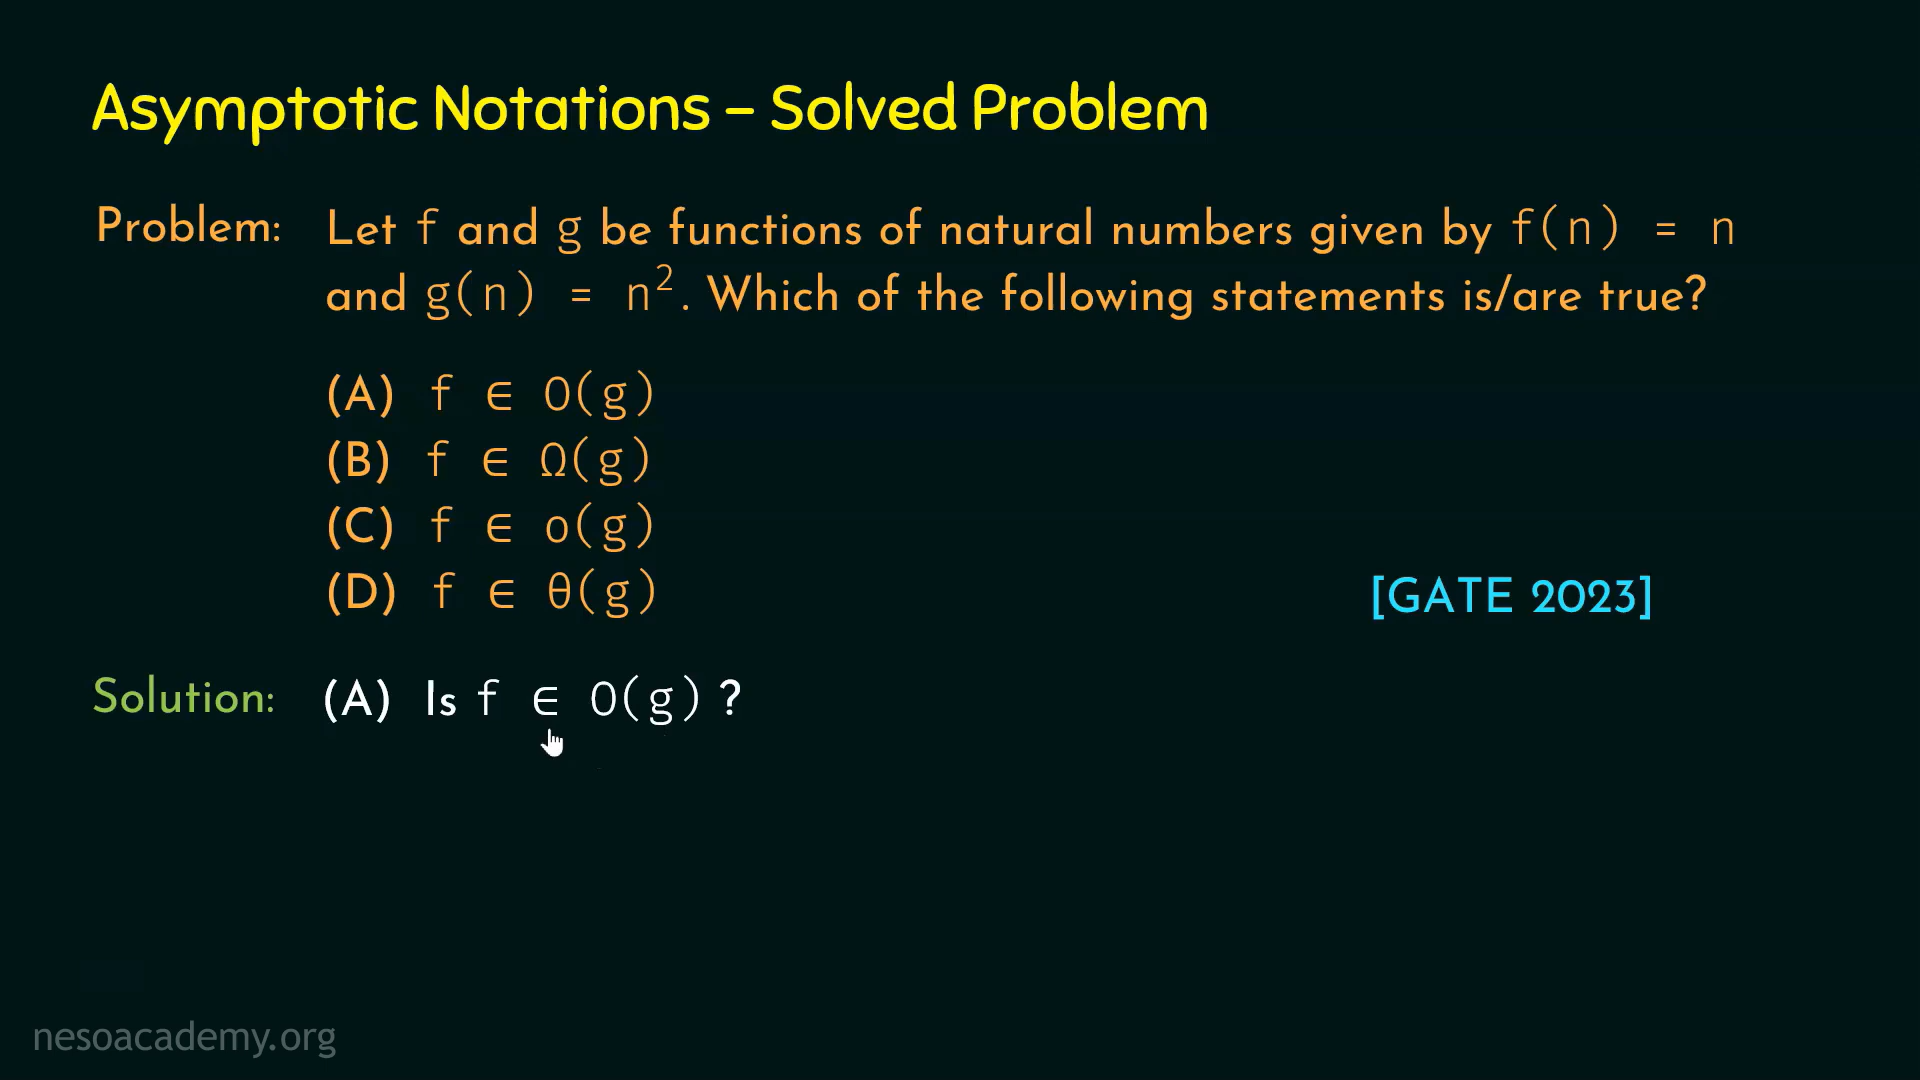 Asymptotic Notations – Solved Problem
Problem: Let f and g be functions of natural numbers given by f(n) = n
and g(n) = n². Which of the following statements is/are true?
(A) f ∈ O(g)
(B) f ∈ Ω(g)
(C) f ∈ o(g)
(D) f ∈ θ(g)
[GATE 2023]
Solution: (A) Is f ∈ O(g) ?
nesoacademy.org